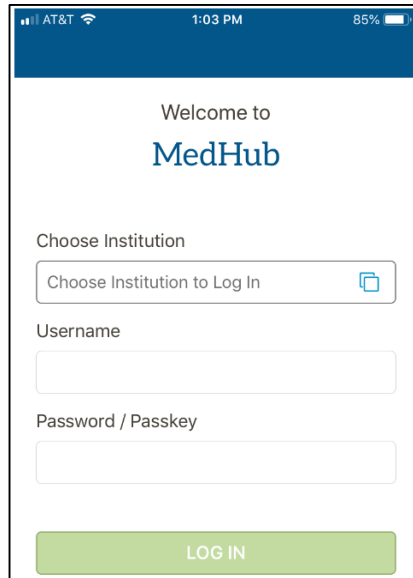 AT&T 1:03 PM 85%
Welcome to
MedHub
Choose Institution
Choose Institution to Log In
Username
Password / Passkey
LOG IN